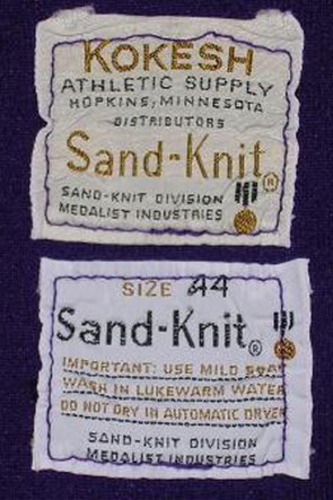 KOKESH
ATHLETIC SUPPLY
HOPKINS, MINNESOTA
DISTRIBUTORS
Sand-Knit®
SAND-KNIT DIVISION
MEDALIST INDUSTRIES
SIZE 44
Sand-Knit®
IMPORTANT: USE MILD SOAP
WASH IN LUKEWARM WATER
DO NOT DRY IN AUTOMATIC DRYER
SAND-KNIT DIVISION
MEDALIST INDUSTRIES